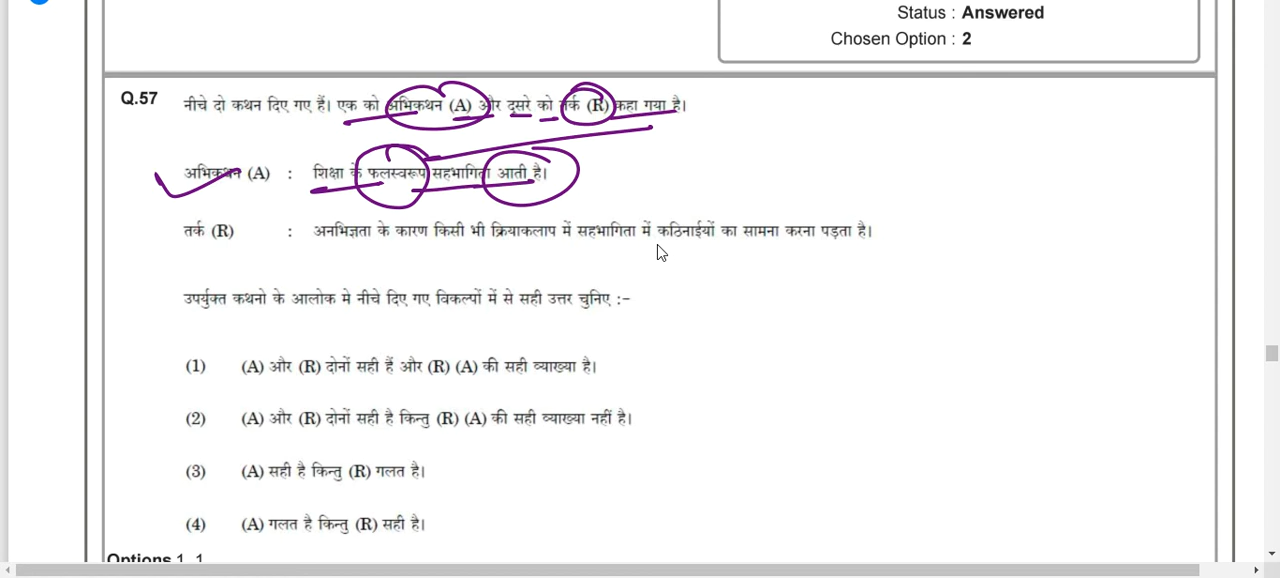 Status : Answered
Chosen Option : 2
Q.57 नीचे दो कथन दिए गए हैं। एक को अभिकथन (A) और दूसरे को तर्क (R) कहा गया है।
अभिकथन (A) : शिक्षा के फलस्वरूप सहभागिता आती है।
तर्क (R) : अनभिज्ञता के कारण किसी भी क्रियाकलाप में सहभागिता में कठिनाईयों का सामना करना पड़ता है।
उपर्युक्त कथनो के आलोक मे नीचे दिए गए विकल्पों में से सही उत्तर चुनिए :-
(1) (A) और (R) दोनों सही हैं और (R) (A) की सही व्याख्या है।
(2) (A) और (R) दोनों सही है किन्तु (R) (A) की सही व्याख्या नहीं है।
(3) (A) सही है किन्तु (R) गलत है।
(4) (A) गलत है किन्तु (R) सही है।
Options 1. 1